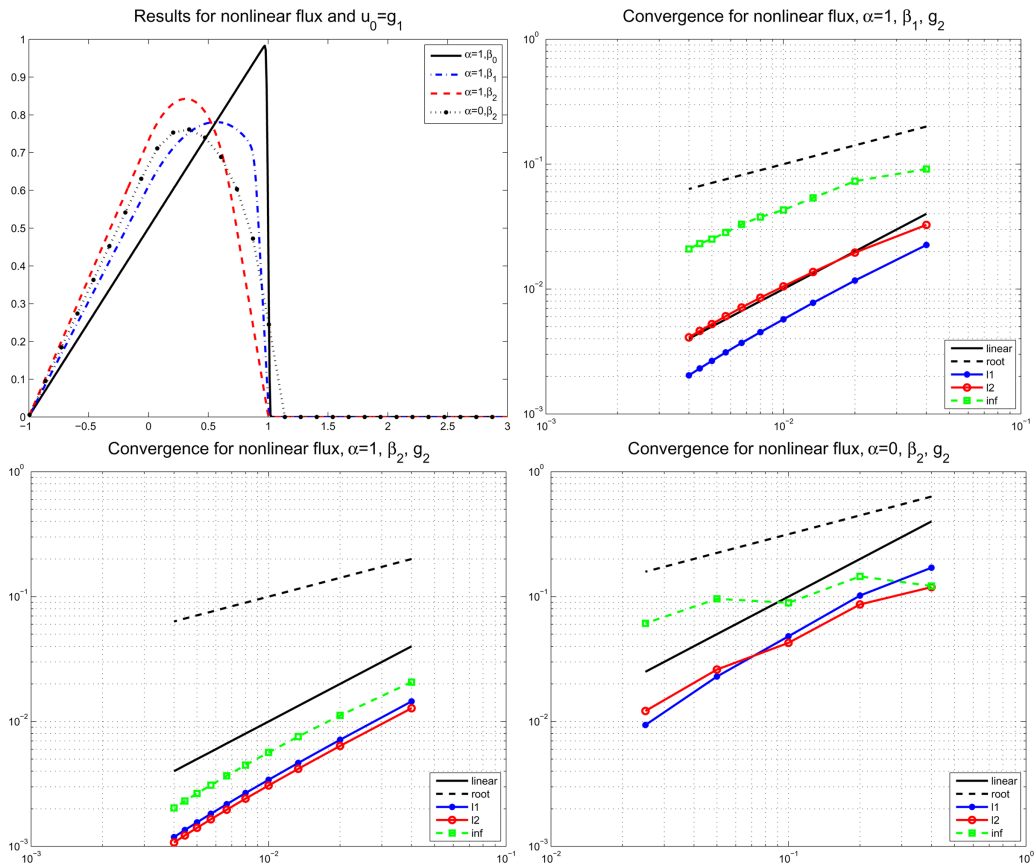 Results for nonlinear flux and u₀=g₁
1
0.9
0.8
0.7
0.6
0.5
0.4
0.3
0.2
0.1
0
-1
-0.5
0
0.5
1
1.5
2
2.5
3
α=1,β₀
α=1,β₁
α=1,β₂
α=0,β₂
Convergence for nonlinear flux, α=1, β₁, g₂
10⁰
10⁻¹
10⁻²
10⁻³
10⁻³
10⁻²
10⁻¹
linear
root
l1
l2
inf
Convergence for nonlinear flux, α=1, β₂, g₂
10⁰
10⁻¹
10⁻²
10⁻³
10⁻³
10⁻²
10⁻¹
linear
root
l1
l2
inf
Convergence for nonlinear flux, α=0, β₂, g₂
10⁰
10⁻¹
10⁻²
10⁻³
10⁻²
10⁻¹
10⁰
linear
root
l1
l2
inf